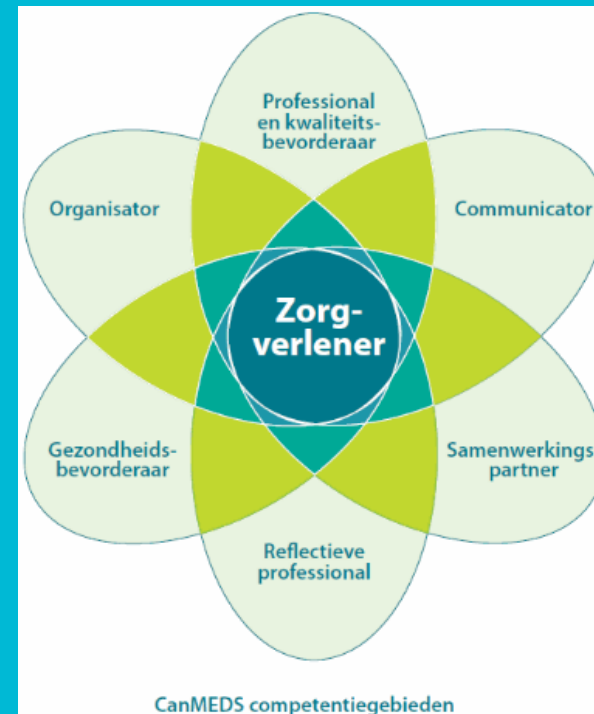 Professional
en kwaliteits-
bevorderaar
Organisator
Communicator
Zorg-
verlener
Gezondheids-
bevorderaar
Samenwerkings
partner
Reflectieve
professional
CanMEDS competentiegebieden